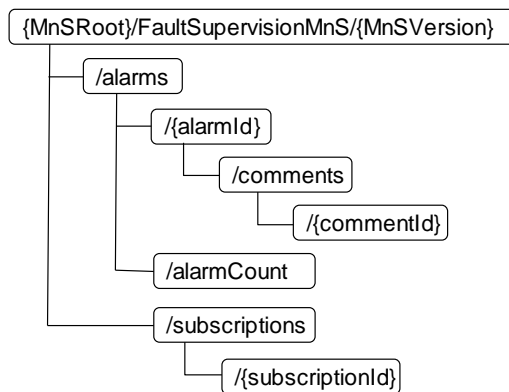 {MnSRoot}/FaultSupervisionMnS/{MnSVersion}
/alarms
/{alarmId}
/comments
/{commentId}
/alarmCount
/subscriptions
/{subscriptionId}